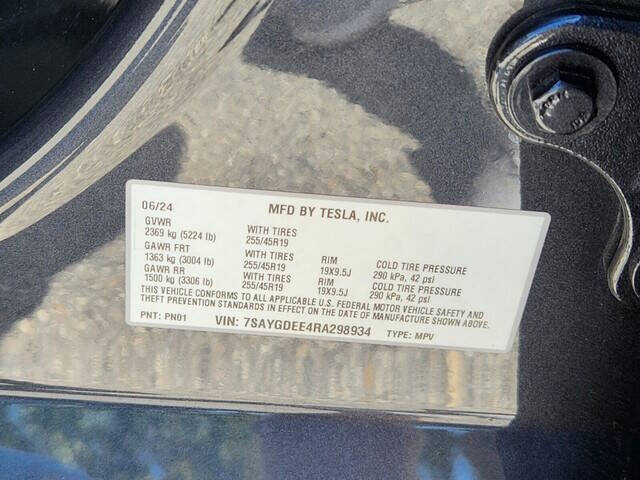 06/24 MFD BY TESLA, INC.
GVWR WITH TIRES
2369 kg (5224 lb) 255/45R19
GAWR FRT WITH TIRES RIM COLD TIRE PRESSURE
1363 kg (3004 lb) 255/45R19 19X9.5J 290 kPa, 42 psi
GAWR RR WITH TIRES RIM COLD TIRE PRESSURE
1500 kg (3306 lb) 255/45R19 19X9.5J 290 kPa, 42 psi
THIS VEHICLE CONFORMS TO ALL APPLICABLE U.S. FEDERAL MOTOR VEHICLE SAFETY AND
THEFT PREVENTION STANDARDS IN EFFECT ON THE DATE OF MANUFACTURE SHOWN ABOVE.
PNT: PN01 VIN: 7SAYGDEE4RA298934 TYPE: MPV